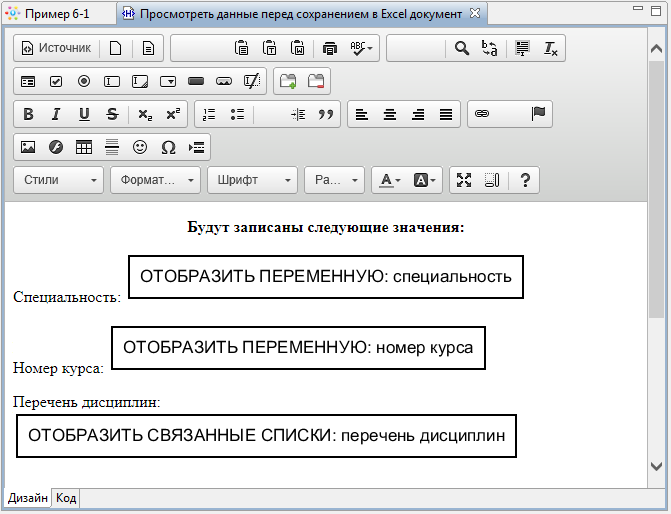 Пример 6-1
Просмотреть данные перед сохранением в Excel документ
Источник
Стили
Формат...
Шрифт
Ра...
Будут записаны следующие значения:
Специальность: ОТОБРАЗИТЬ ПЕРЕМЕННУЮ: специальность
Номер курса: ОТОБРАЗИТЬ ПЕРЕМЕННУЮ: номер курса
Перечень дисциплин:
ОТОБРАЗИТЬ СВЯЗАННЫЕ СПИСКИ: перечень дисциплин
Дизайн
Код